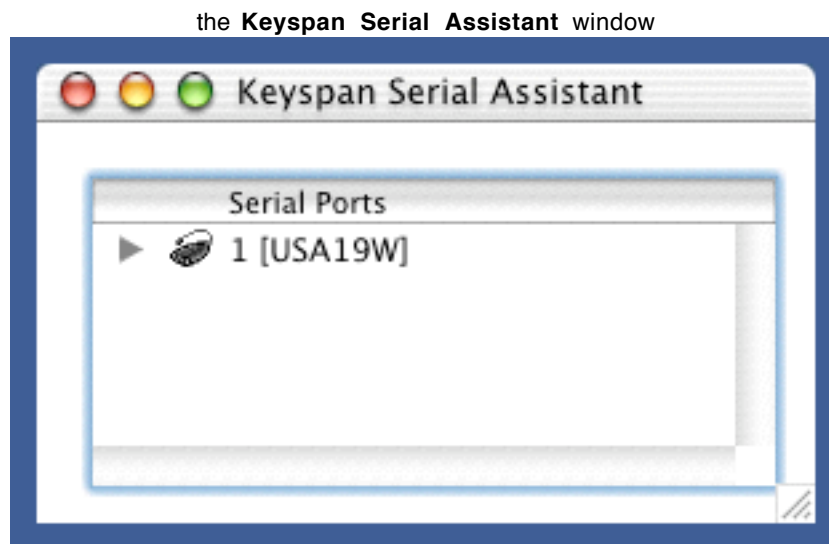 the Keyspan Serial Assistant window
Keyspan Serial Assistant
Serial Ports
1 [USA19W]